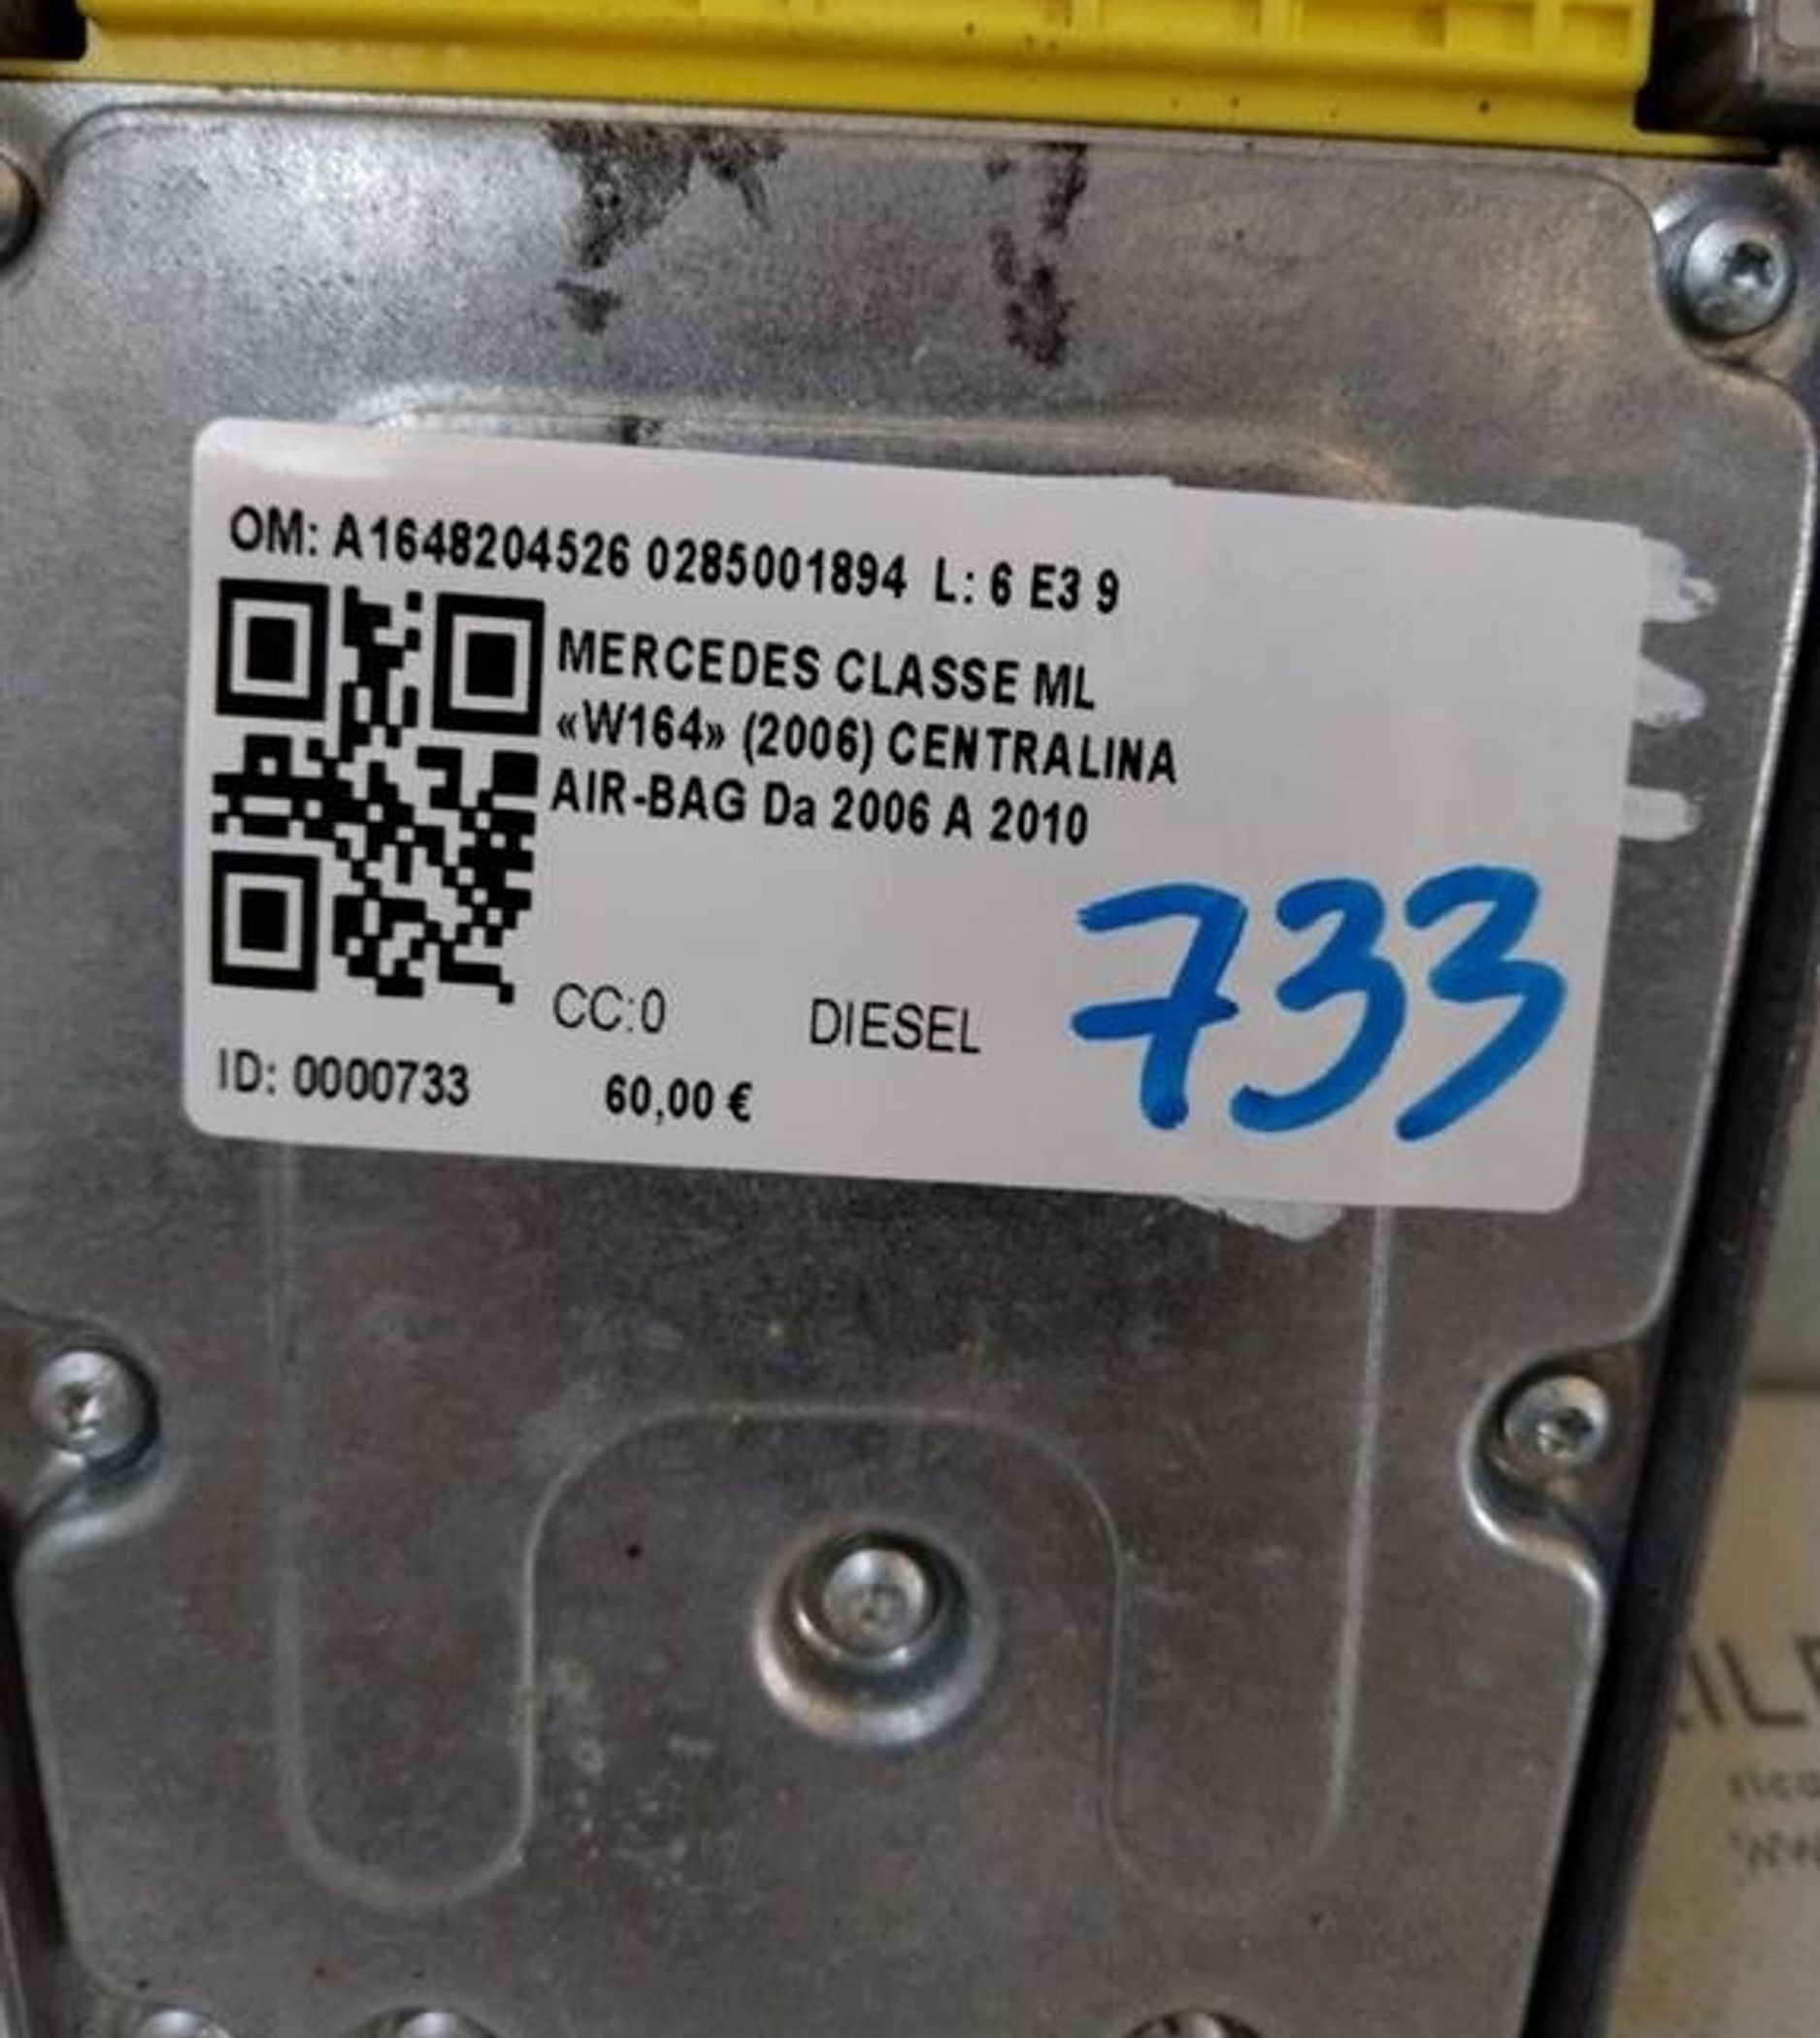 OM: A1648204526 0285001894 L: 6 E3 9
MERCEDES CLASSE ML
«W164» (2006) CENTRALINA
AIR-BAG Da 2006 A 2010
733
CC:0 DIESEL
ID: 0000733 60,00 €